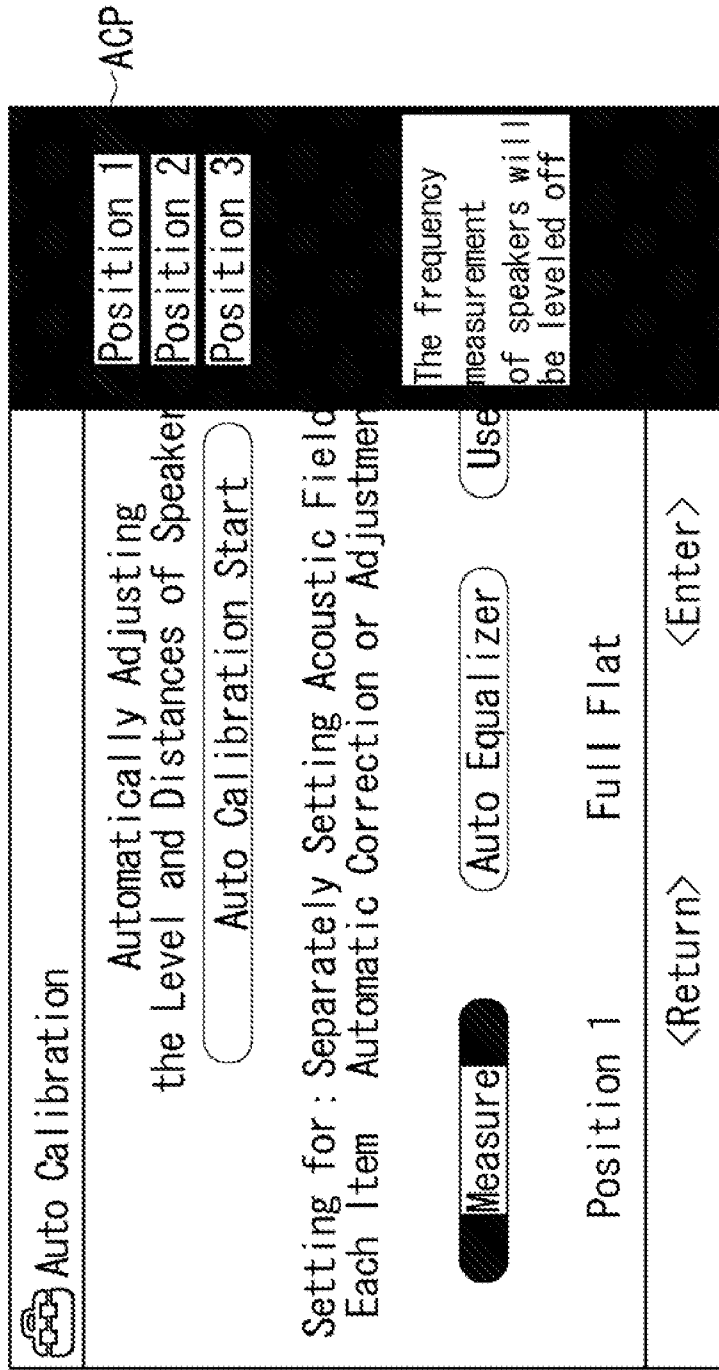 Auto Calibration
Automatically Adjusting
the Level and Distances of Speaker
Auto Calibration Start
Setting for: Separately Setting Acoustic Field
Each Item Automatic Correction or Adjustmen
Measure
Auto Equalizer
Use
Position 1
Full Flat
<Return>
<Enter>
Position 1
Position 2
Position 3
The frequency
measurement
of speakers will
be leveled off
ACP